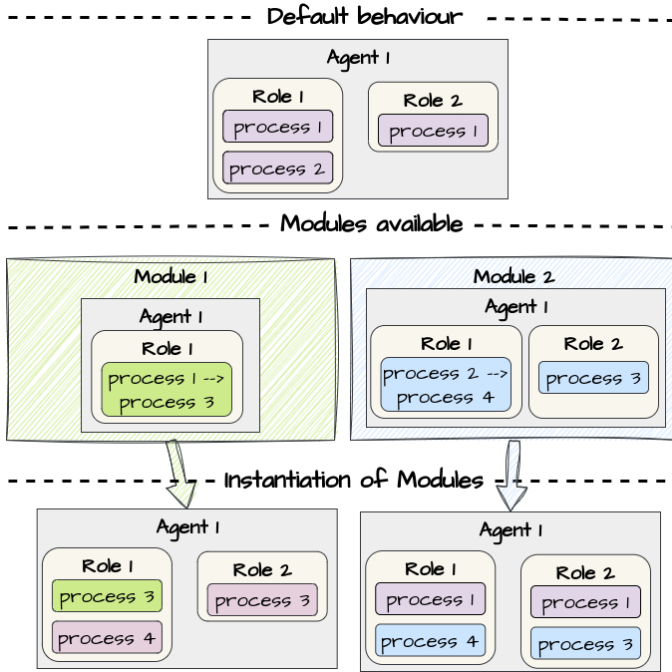 Default behaviour
Agent 1
Role 1
Role 2
process 1
process 1
process 2
Modules available
Module 1
Module 2
Agent 1
Agent 1
Role 1
Role 1
Role 2
process 1 -->
process 3
process 2 -->
process 4
process 3
Instantiation of Modules
Agent 1
Role 1
Role 2
process 3
process 3
process 4
Agent 1
Role 1
Role 2
process 1
process 1
process 4
process 3